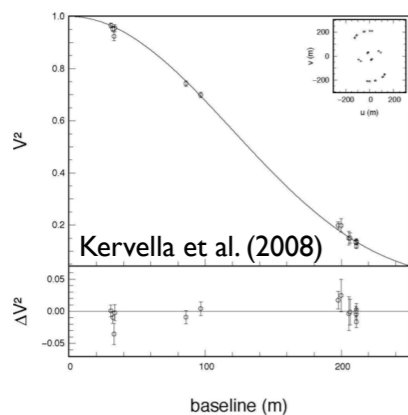 1.0
0.8
0.6
0.4
0.2
V²
200
0
-200
v (m)
-200 0 200
u (m)
Kervella et al. (2008)
0.05
0.00
-0.05
ΔV²
0 100 200
baseline (m)